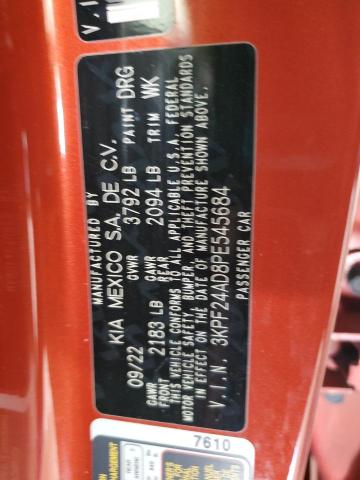 MANUFACTURED BY
KIA MEXICO S.A. DE C.V.
09/22 3792 LB PAINT DRG
GAWR FRONT 2183 LB GAWR REAR 2094 LB TRIM WK
THIS VEHICLE CONFORMS TO ALL APPLICABLE U.S.A. FEDERAL
MOTOR VEHICLE SAFETY, BUMPER, AND THEFT PREVENTION STANDARDS
IN EFFECT ON THE DATE OF MANUFACTURE SHOWN ABOVE.
V.I.N. 3KPF24AD8PE545684
PASSENGER CAR
7610
V.I.